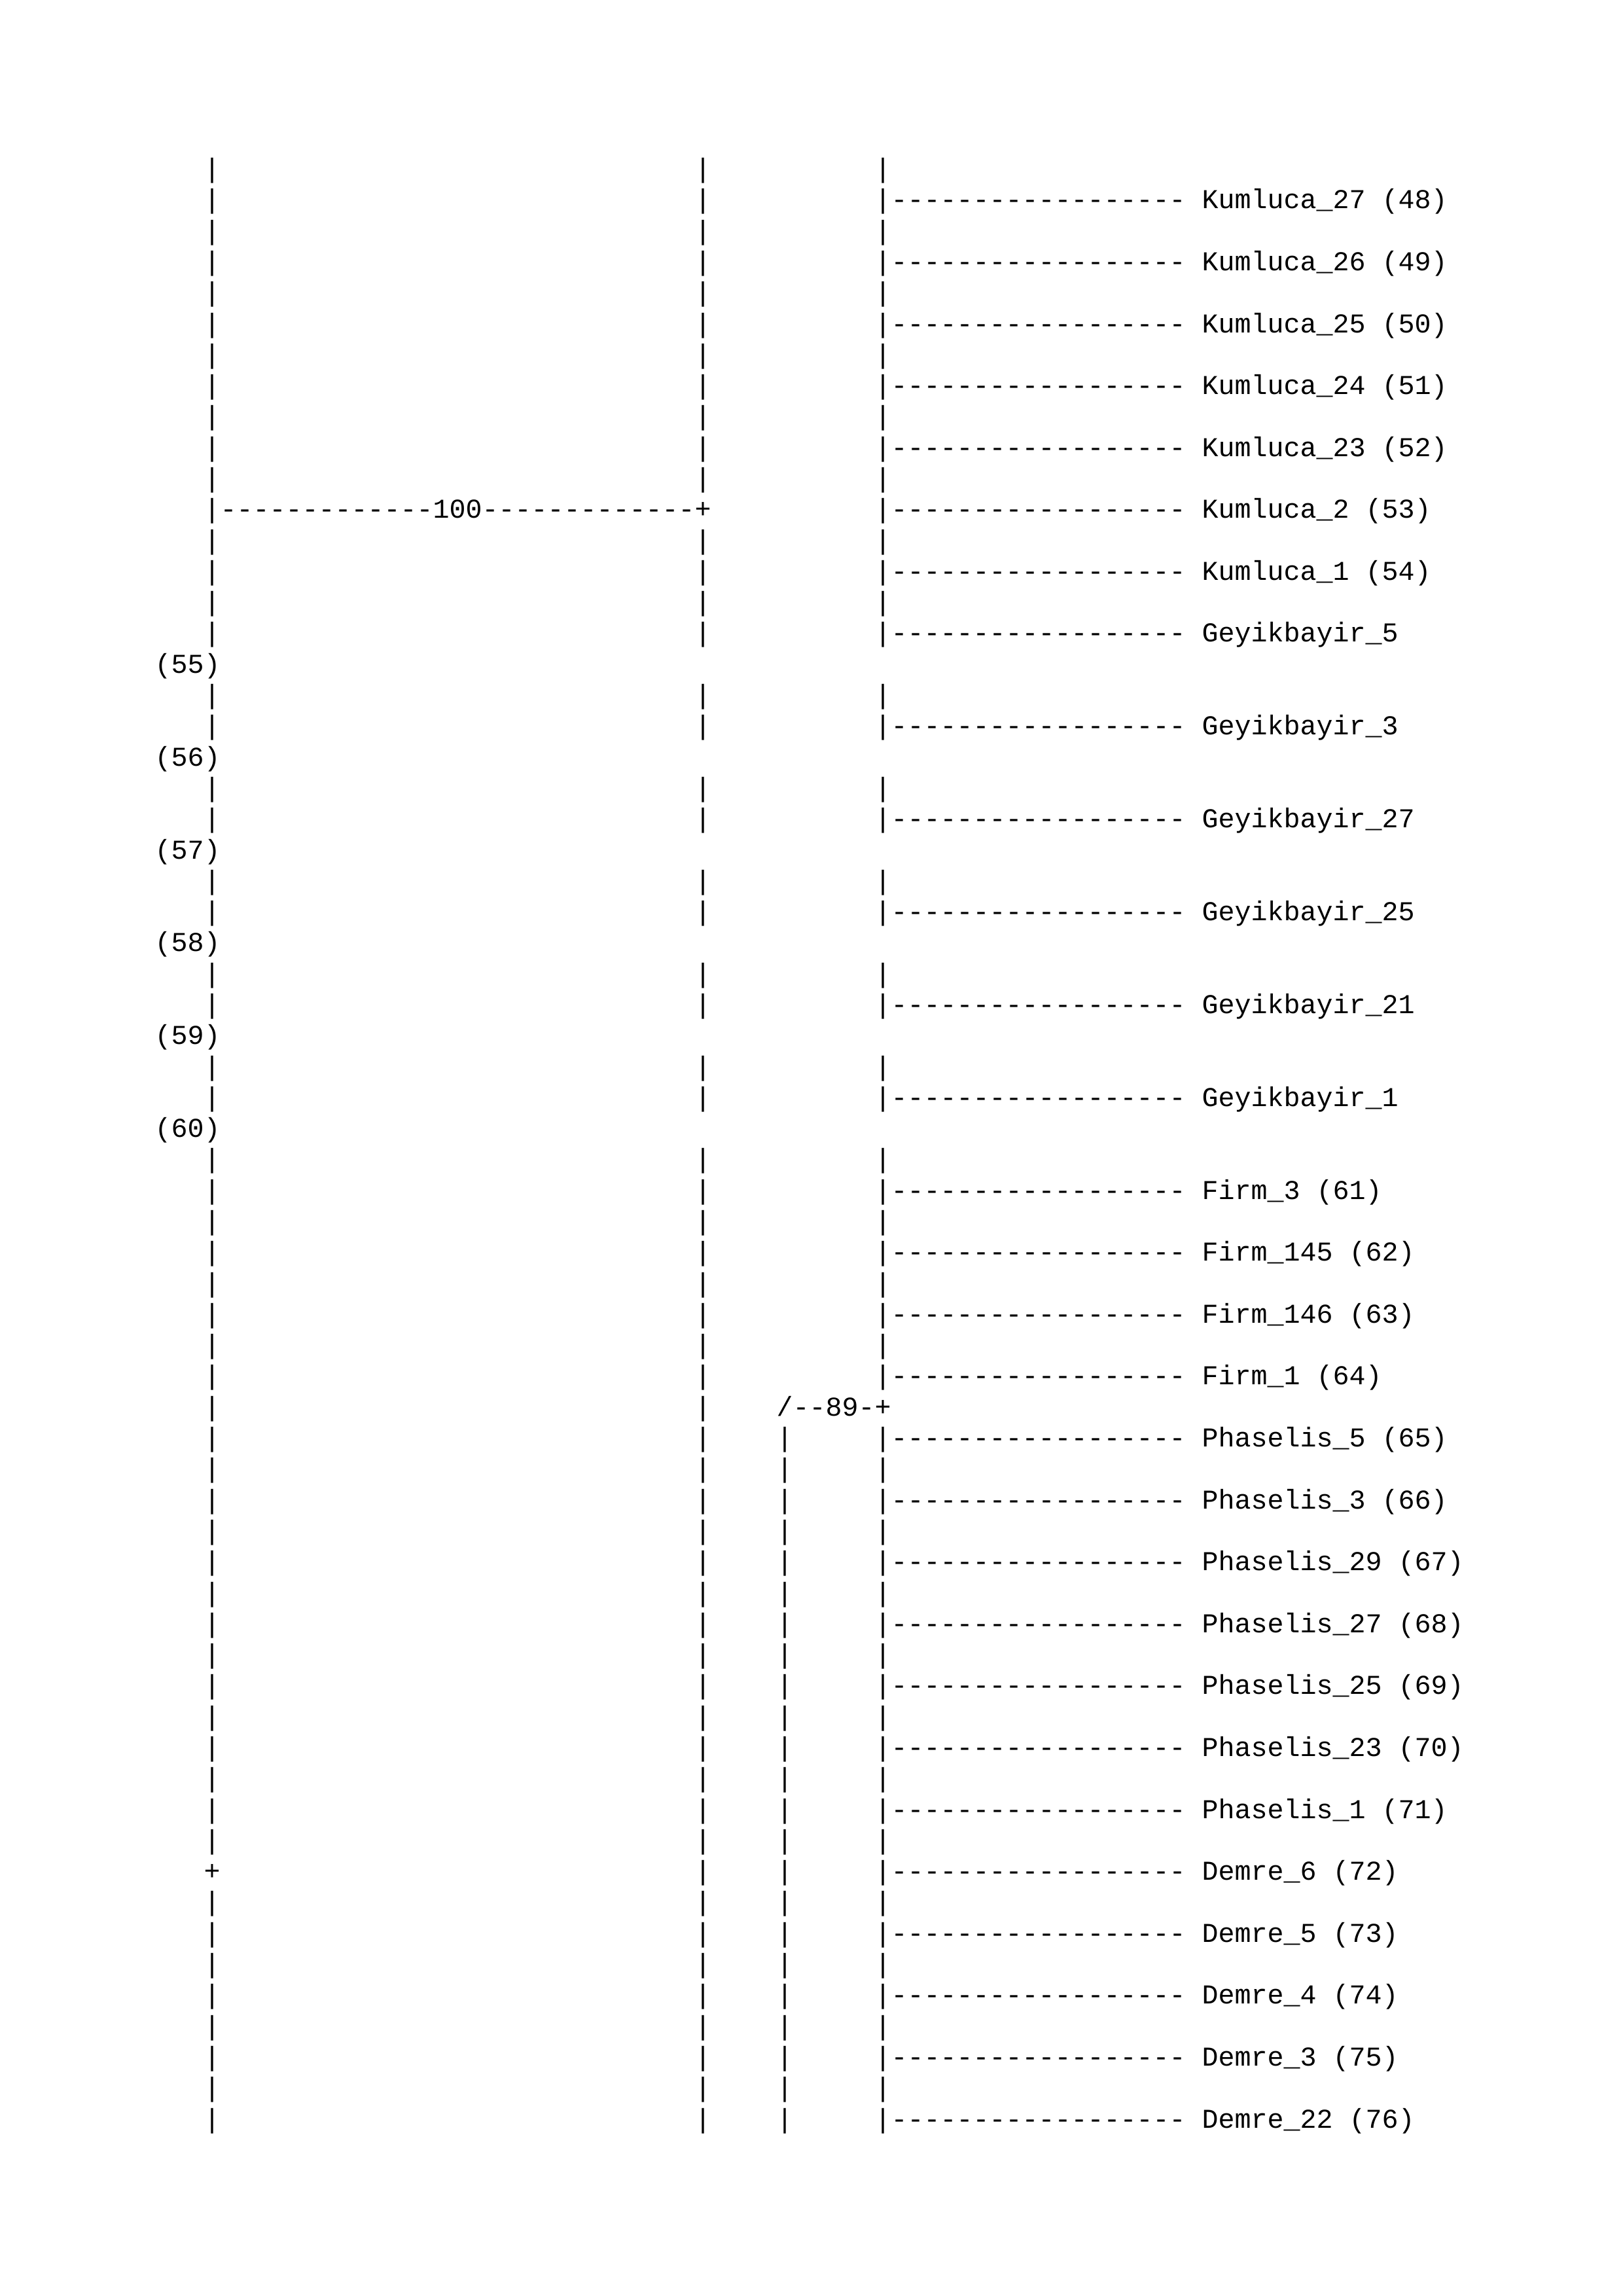 |                             |          |
|                             |          |------------------ Kumluca_27 (48)
|                             |          |
|                             |          |------------------ Kumluca_26 (49)
|                             |          |
|                             |          |------------------ Kumluca_25 (50)
|                             |          |
|                             |          |------------------ Kumluca_24 (51)
|                             |          |
|                             |          |------------------ Kumluca_23 (52)
|                             |          |
|-------------100-------------+          |------------------ Kumluca_2 (53)
|                             |          |
|                             |          |------------------ Kumluca_1 (54)
|                             |          |
|                             |          |------------------ Geyikbayir_5
(55)
|                             |          |
|                             |          |------------------ Geyikbayir_3
(56)
|                             |          |
|                             |          |------------------ Geyikbayir_27
(57)
|                             |          |
|                             |          |------------------ Geyikbayir_25
(58)
|                             |          |
|                             |          |------------------ Geyikbayir_21
(59)
|                             |          |
|                             |          |------------------ Geyikbayir_1
(60)
|                             |          |
|                             |          |------------------ Firm_3 (61)
|                             |          |
|                             |          |------------------ Firm_145 (62)
|                             |          |
|                             |          |------------------ Firm_146 (63)
|                             |          |
|                             |          |------------------ Firm_1 (64)
|                             |    /--89-+
|                             |    |     |------------------ Phaselis_5 (65)
|                             |    |     |
|                             |    |     |------------------ Phaselis_3 (66)
|                             |    |     |
|                             |    |     |------------------ Phaselis_29 (67)
|                             |    |     |
|                             |    |     |------------------ Phaselis_27 (68)
|                             |    |     |
|                             |    |     |------------------ Phaselis_25 (69)
|                             |    |     |
|                             |    |     |------------------ Phaselis_23 (70)
|                             |    |     |
|                             |    |     |------------------ Phaselis_1 (71)
|                             |    |     |
+                             |    |     |------------------ Demre_6 (72)
|                             |    |     |
|                             |    |     |------------------ Demre_5 (73)
|                             |    |     |
|                             |    |     |------------------ Demre_4 (74)
|                             |    |     |
|                             |    |     |------------------ Demre_3 (75)
|                             |    |     |
|                             |    |     |------------------ Demre_22 (76)